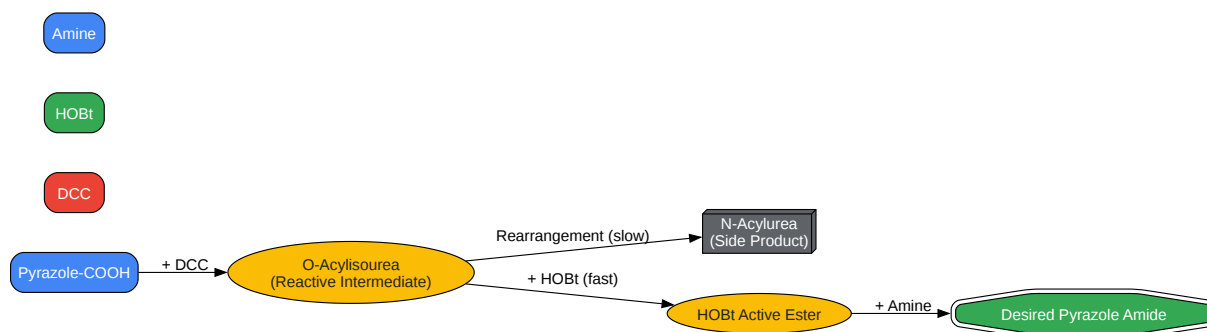 Amine
HOBt
DCC
Pyrazole-COOH
+ DCC
O-Acylisourea
(Reactive Intermediate)
Rearrangement (slow)
N-Acylurea
(Side Product)
+ HOBt (fast)
HOBt Active Ester
+ Amine
Desired Pyrazole Amide